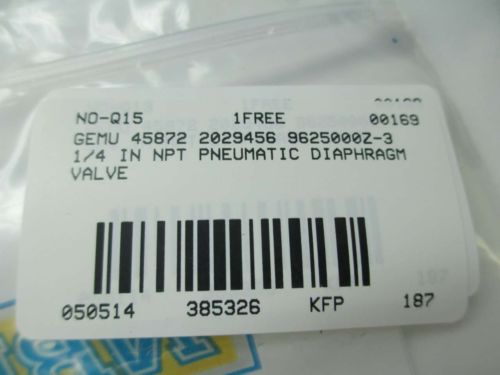 NO-Q15 1FREE 00169
GEMU 45872 2029456 9625000Z-3
1/4 IN NPT PNEUMATIC DIAPHRAGM
VALVE
050514 385326 KFP 187